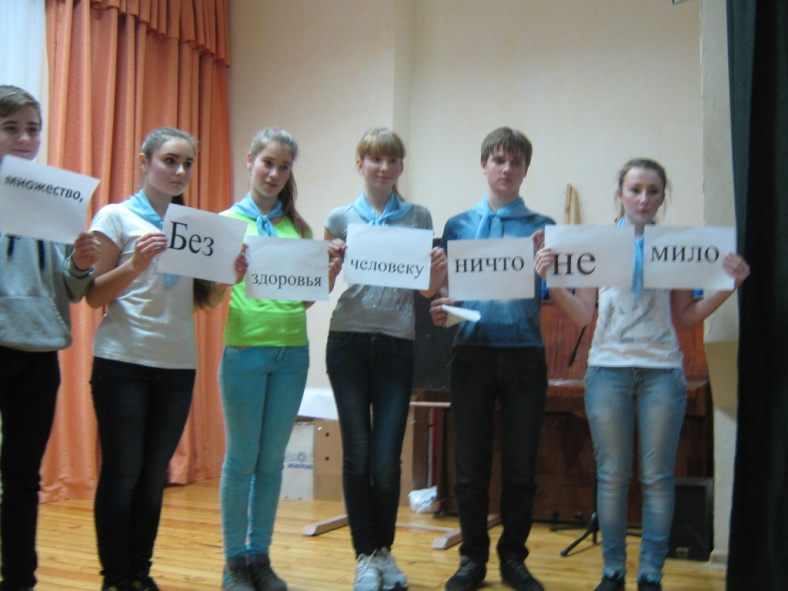 множество,
Без
здоровья
человеку
ничто
не
мило